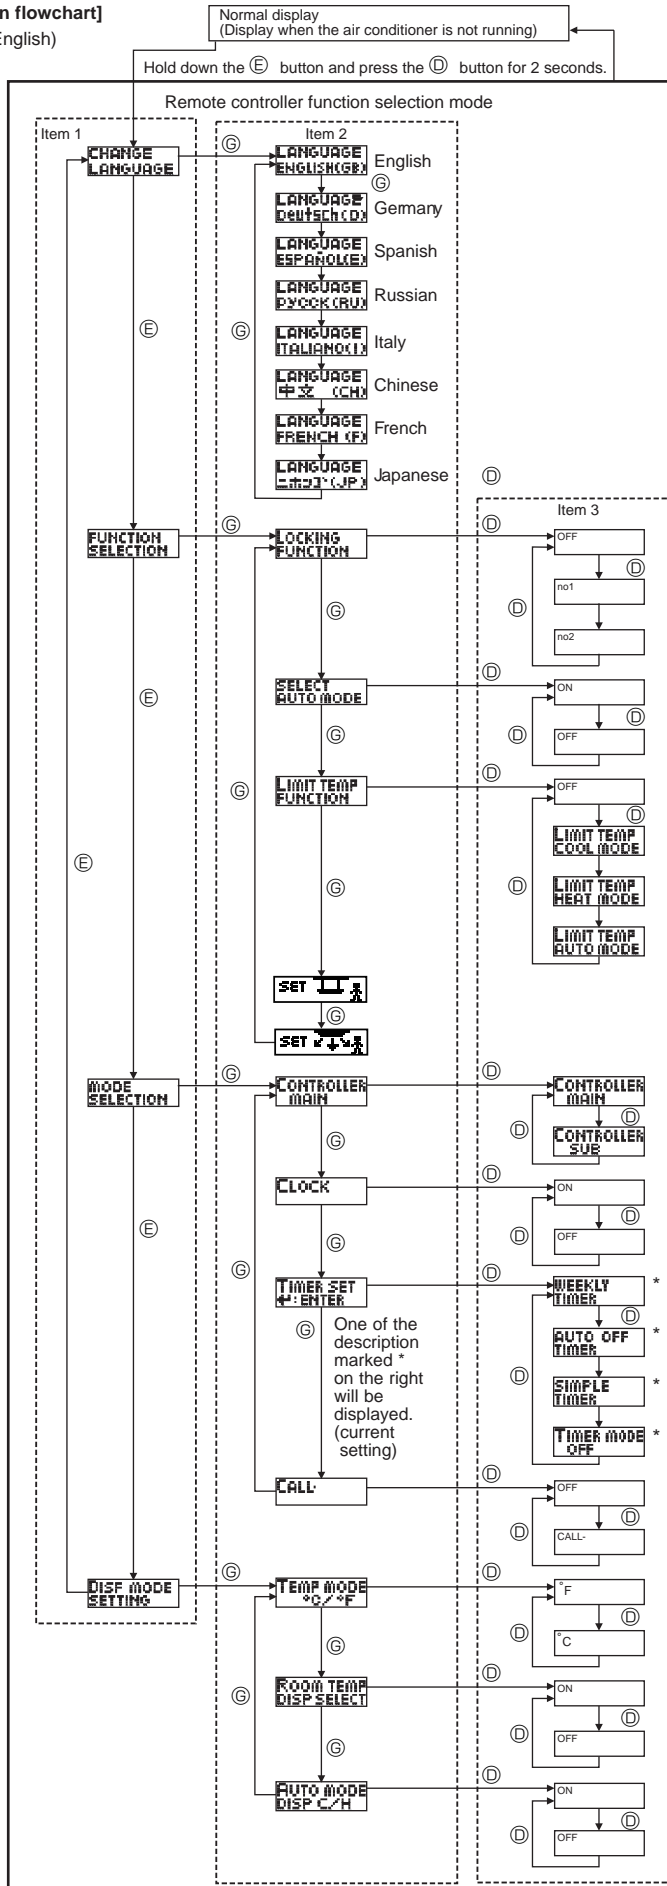 n flowchart]
English)
Normal display
(Display when the air conditioner is not running)
Hold down the Ⓔ button and press the Ⓓ button for 2 seconds.
Remote controller function selection mode
Item 1
Item 2
CHANGE
LANGUAGE
Ⓖ
LANGUAGE
ENGLISH(GB)
English
Ⓖ
LANGUAGE
Deutsch(D)
Germany
LANGUAGE
ESPAÑOL(E)
Spanish
LANGUAGE
РУССК(RU)
Russian
Ⓔ
Ⓖ
LANGUAGE
ITALIANO(I)
Italy
LANGUAGE
中文 (CH)
Chinese
LANGUAGE
FRENCH (F)
French
LANGUAGE
ニホンゴ(JP)
Japanese
Ⓓ
Item 3
FUNCTION
SELECTION
Ⓖ
LOCKING
FUNCTION
Ⓓ
OFF
Ⓓ
no1
Ⓖ
Ⓓ
no2
Ⓔ
SELECT
AUTO MODE
Ⓓ
ON
Ⓓ
Ⓖ
Ⓓ
OFF
Ⓖ
LIMIT TEMP
FUNCTION
Ⓓ
OFF
Ⓓ
LIMIT TEMP
COOL MODE
Ⓔ
Ⓖ
Ⓓ
LIMIT TEMP
HEAT MODE
LIMIT TEMP
AUTO MODE
SET
Ⓖ
SET
MODE
SELECTION
Ⓖ
CONTROLLER
MAIN
Ⓓ
CONTROLLER
MAIN
Ⓓ
Ⓖ
Ⓓ
CONTROLLER
SUB
CLOCK
Ⓓ
ON
Ⓓ
Ⓔ
Ⓖ
Ⓓ
OFF
Ⓖ
TIMER SET
↵:ENTER
Ⓓ
WEEKLY
TIMER
*
Ⓓ
Ⓖ
One of the
description
marked *
on the right
will be
displayed.
(current
setting)
AUTO OFF
TIMER
*
Ⓓ
SIMPLE
TIMER
*
TIMER MODE
OFF
*
CALL-
Ⓓ
OFF
Ⓓ
Ⓓ
CALL-
DISP MODE
SETTING
Ⓖ
TEMP MODE
°C/°F
Ⓓ
°F
Ⓓ
Ⓖ
Ⓓ
°C
Ⓖ
ROOM TEMP
DISP SELECT
Ⓓ
ON
Ⓓ
Ⓖ
Ⓓ
OFF
AUTO MODE
DISP C/H
Ⓓ
ON
Ⓓ
Ⓓ
OFF